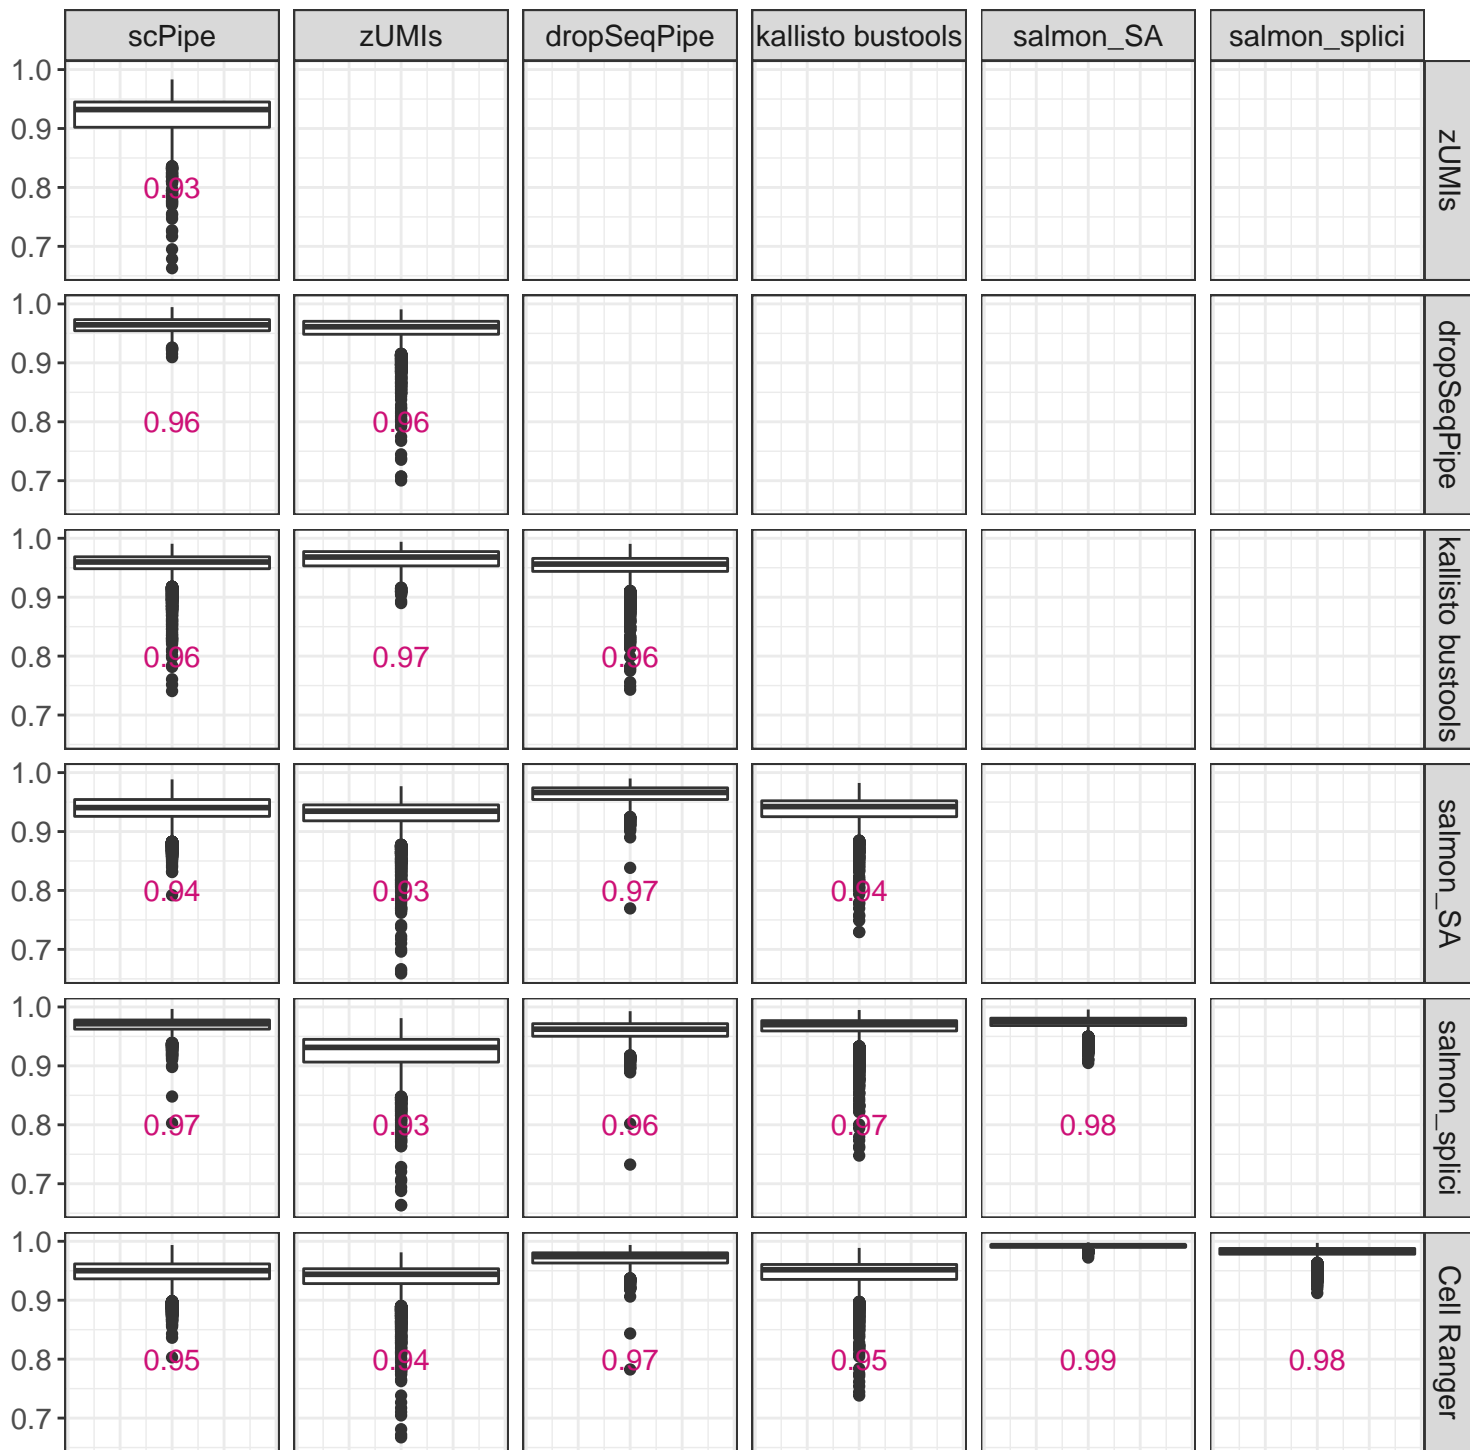 scPipe zUMIs dropSeqPipe kallisto bustools salmon_SA salmon_splici
1.0
0.9
0.8
0.7
0.93
zUMIs
1.0
0.9
0.8
0.7
0.96 0.96
dropSeqPipe
1.0
0.9
0.8
0.7
0.96 0.97 0.96
kallisto bustools
1.0
0.9
0.8
0.7
0.94 0.93 0.97 0.94
salmon_SA
1.0
0.9
0.8
0.7
0.97 0.93 0.96 0.97 0.98
salmon_splici
1.0
0.9
0.8
0.7
0.95 0.94 0.97 0.95 0.99 0.98
Cell Ranger